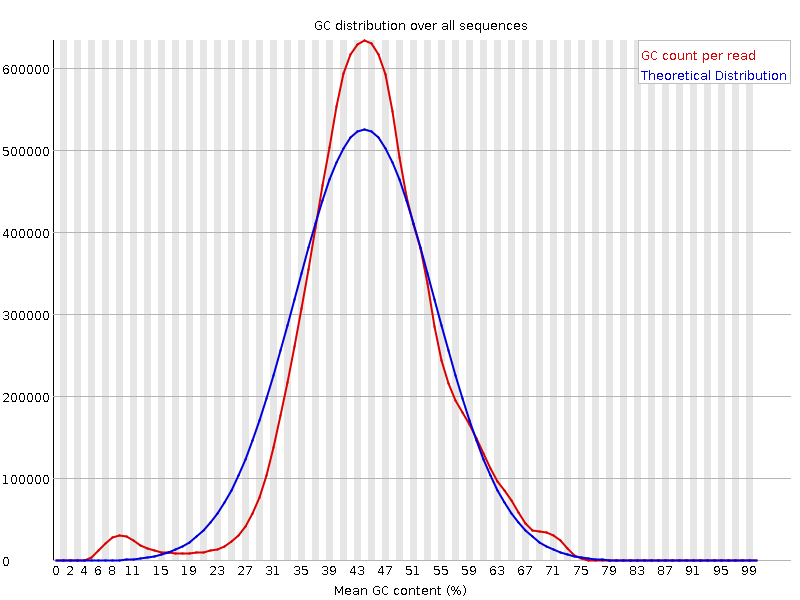 GC distribution over all sequences
GC count per read
Theoretical Distribution
600000
500000
400000
300000
200000
100000
0
0 2 4 6 8 11 15 19 23 27 31 35 39 43 47 51 55 59 63 67 71 75 79 83 87 91 95 99
Mean GC content (%)